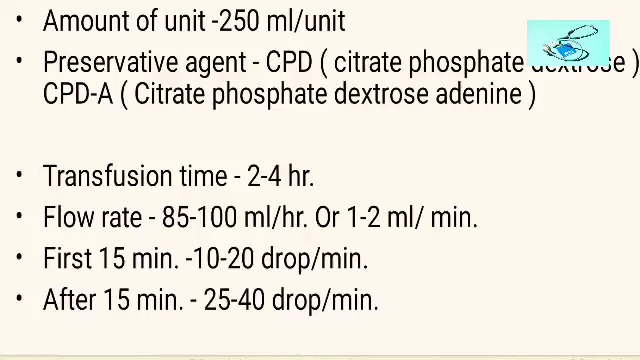 • Amount of unit -250 ml/unit
• Preservative agent - CPD ( citrate phosphate dextrose )
CPD-A ( Citrate phosphate dextrose adenine )
• Transfusion time - 2-4 hr.
• Flow rate - 85-100 ml/hr. Or 1-2 ml/ min.
• First 15 min. -10-20 drop/min.
• After 15 min. - 25-40 drop/min.